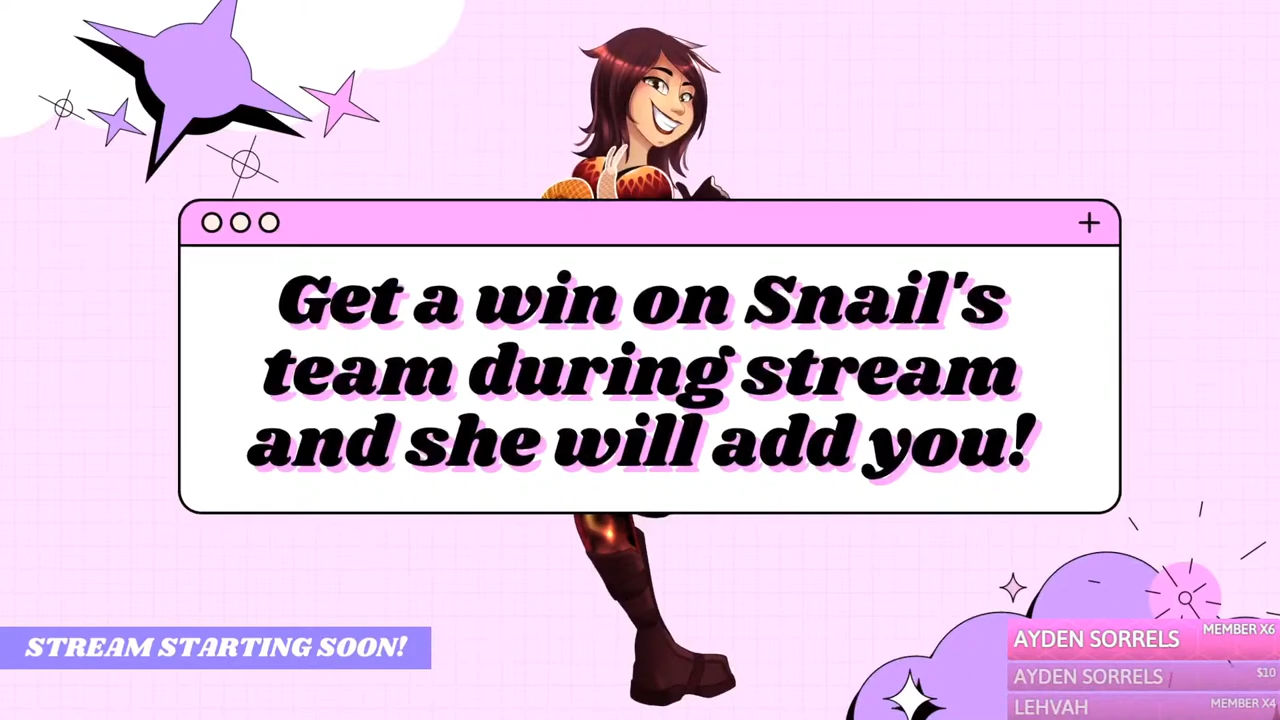 Get a win on Snail's
team during stream
and she will add you!
STREAM STARTING SOON!
AYDEN SORRELS MEMBER X6
AYDEN SORRELS $10
LEHVAH MEMBER X4